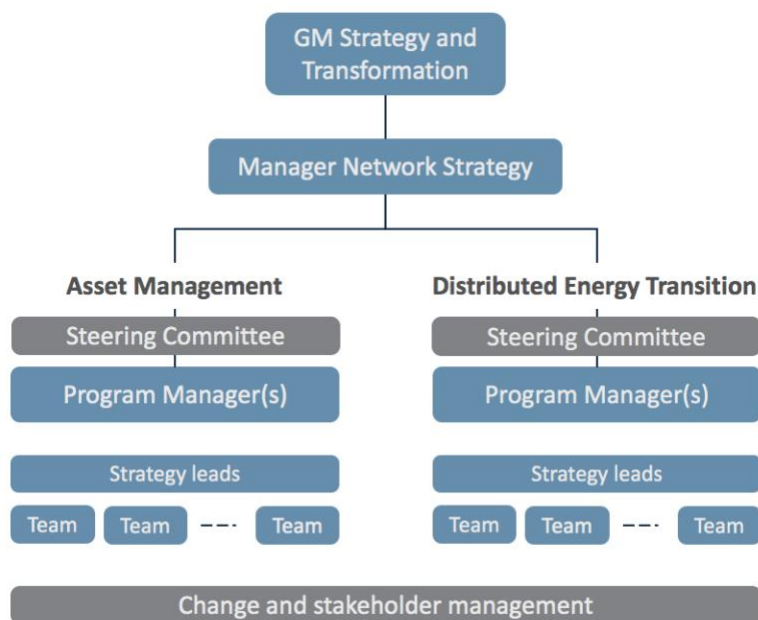 GM Strategy and
Transformation
Manager Network Strategy
Asset Management
Distributed Energy Transition
Steering Committee
Steering Committee
Program Manager(s)
Program Manager(s)
Strategy leads
Strategy leads
Team Team Team
Team Team Team
Change and stakeholder management